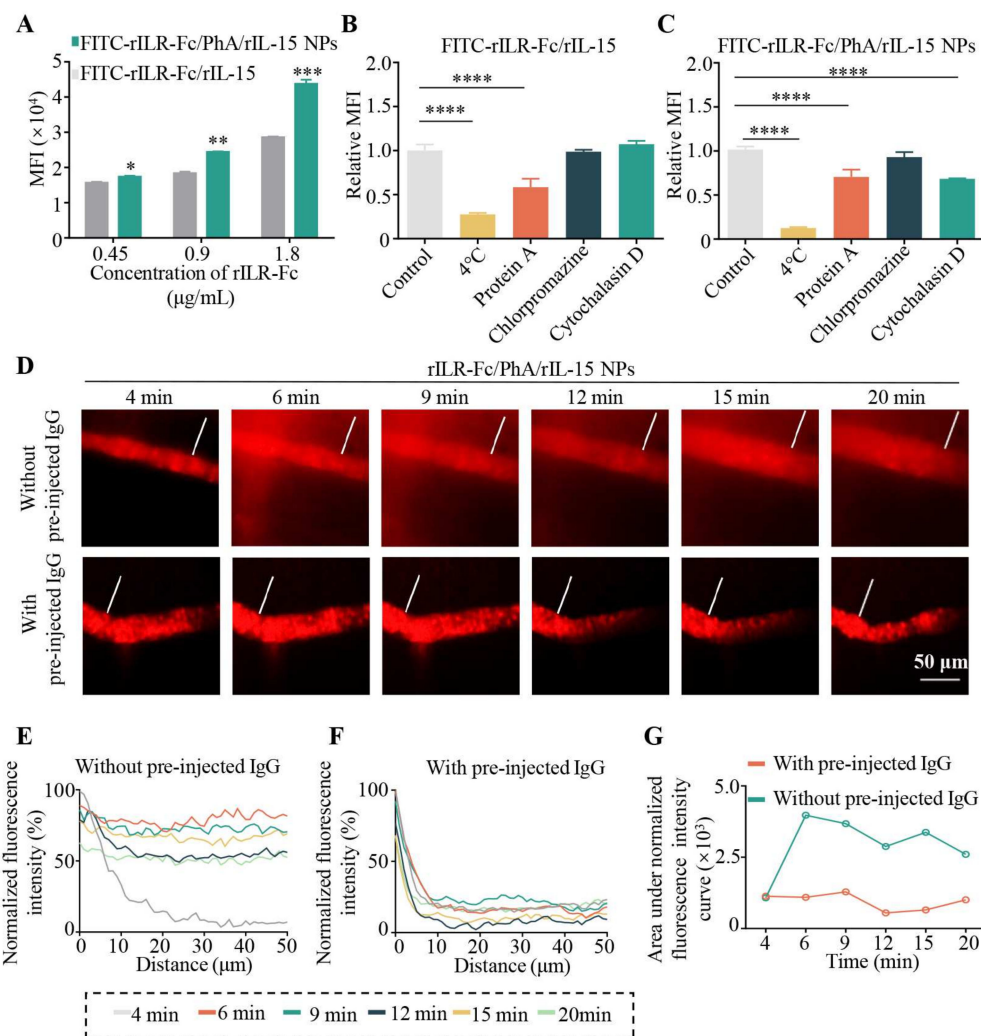 A
FITC-rILR-Fc/PhA/rIL-15 NPs
FITC-rILR-Fc/rIL-15
MFI (×10⁴)
5
4
3
2
1
0
*
**
***
0.45
0.9
1.8
Concentration of rILR-Fc
(μg/mL)
B
FITC-rILR-Fc/rIL-15
Relative MFI
2.0
1.5
1.0
0.5
0
****
****
Control
4°C
Protein A
Chlorpromazine
Cytochalasin D
C
FITC-rILR-Fc/PhA/rIL-15 NPs
Relative MFI
2.0
1.5
1.0
0.5
0
****
****
****
Control
4°C
Protein A
Chlorpromazine
Cytochalasin D
D
rILR-Fc/PhA/rIL-15 NPs
4 min 6 min 9 min 12 min 15 min 20 min
Without
pre-injected IgG
With
pre-injected IgG
50 μm
E
Without pre-injected IgG
Normalized fluorescence
intensity (%)
100
50
0
0 10 20 30 40 50
Distance (μm)
F
With pre-injected IgG
Normalized fluorescence
intensity (%)
100
50
0
0 10 20 30 40 50
Distance (μm)
G
With pre-injected IgG
Without pre-injected IgG
Area under normalized
fluorescence intensity
curve (×10³)
5.0
2.5
0
4 6 9 12 15 20
Time (min)
4 min 6 min 9 min 12 min 15 min 20min